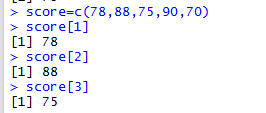 > score=c(78,88,75,90,70)
> score[1]
[1] 78
> score[2]
[1] 88
> score[3]
[1] 75